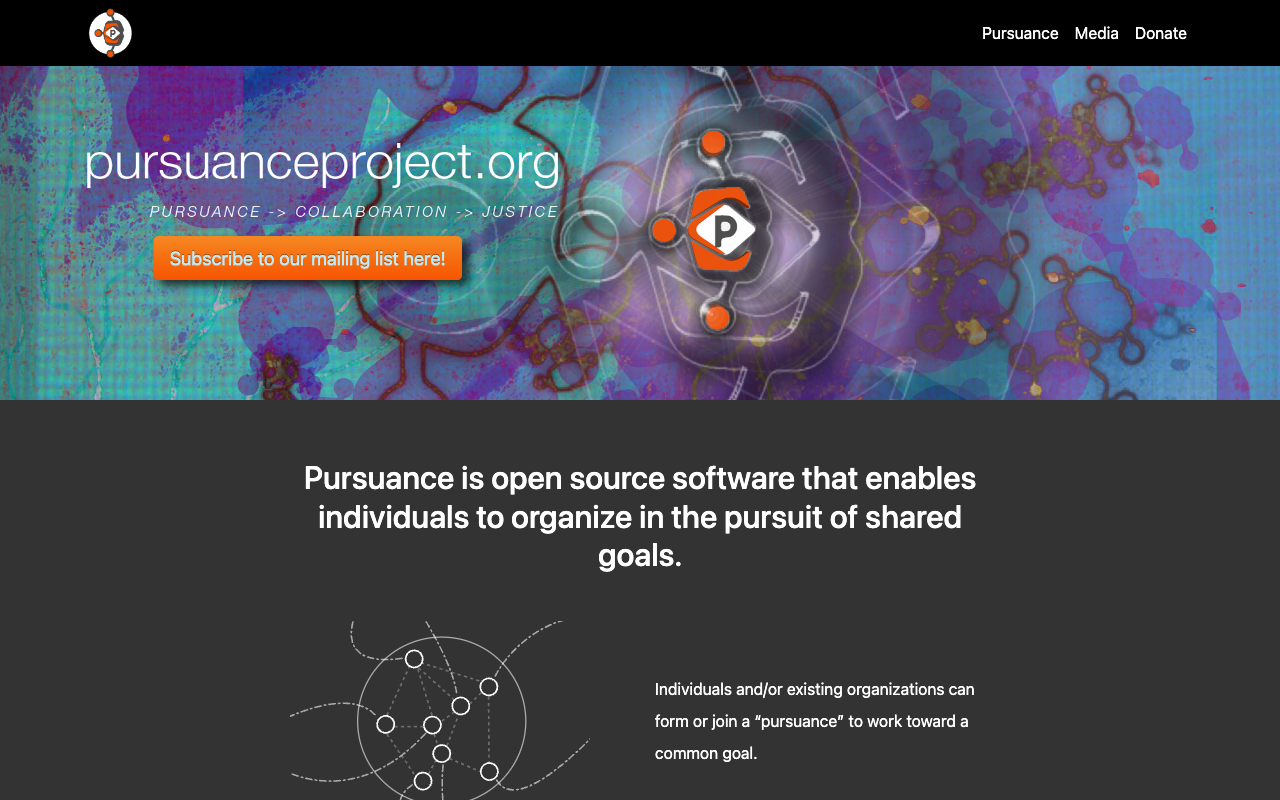 P
Pursuance Media Donate
pursuanceproject.org
PURSUANCE -> COLLABORATION -> JUSTICE
P
Subscribe to our mailing list here!
Pursuance is open source software that enables
individuals to organize in the pursuit of shared
goals.
Individuals and/or existing organizations can
form or join a “pursuance” to work toward a
common goal.